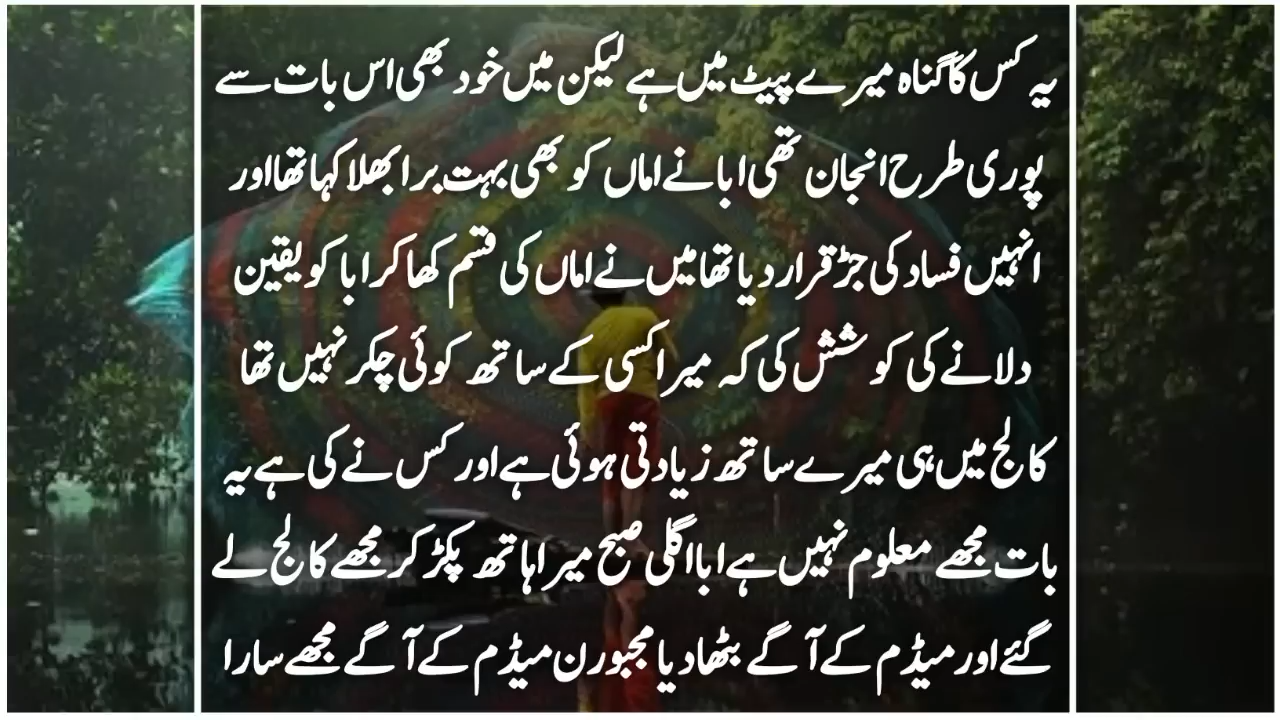 یہ کس کا گناہ میرے پیٹ میں ہے لیکن میں خود بھی اس بات سے
پوری طرح انجان تھی ابا نے اماں کو بھی بہت برا بھلا کہا تھا اور
انہیں فساد کی جڑ قرار دیا تھا میں نے اماں کی قسم کھا کر ابا کو یقین
دلانے کی کوشش کی کہ میرا کسی کے ساتھ کوئی چکر نہیں تھا
کالج میں ہی میرے ساتھ زیادتی ہوئی ہے اور کس نے کی ہے یہ
بات مجھے معلوم نہیں ہے ابا اگلی صبح میرا ہاتھ پکڑ کر مجھے کالج لے
گئے اور میڈم کے آگے بٹھا دیا مجبورن میڈم کے آگے مجھے سارا